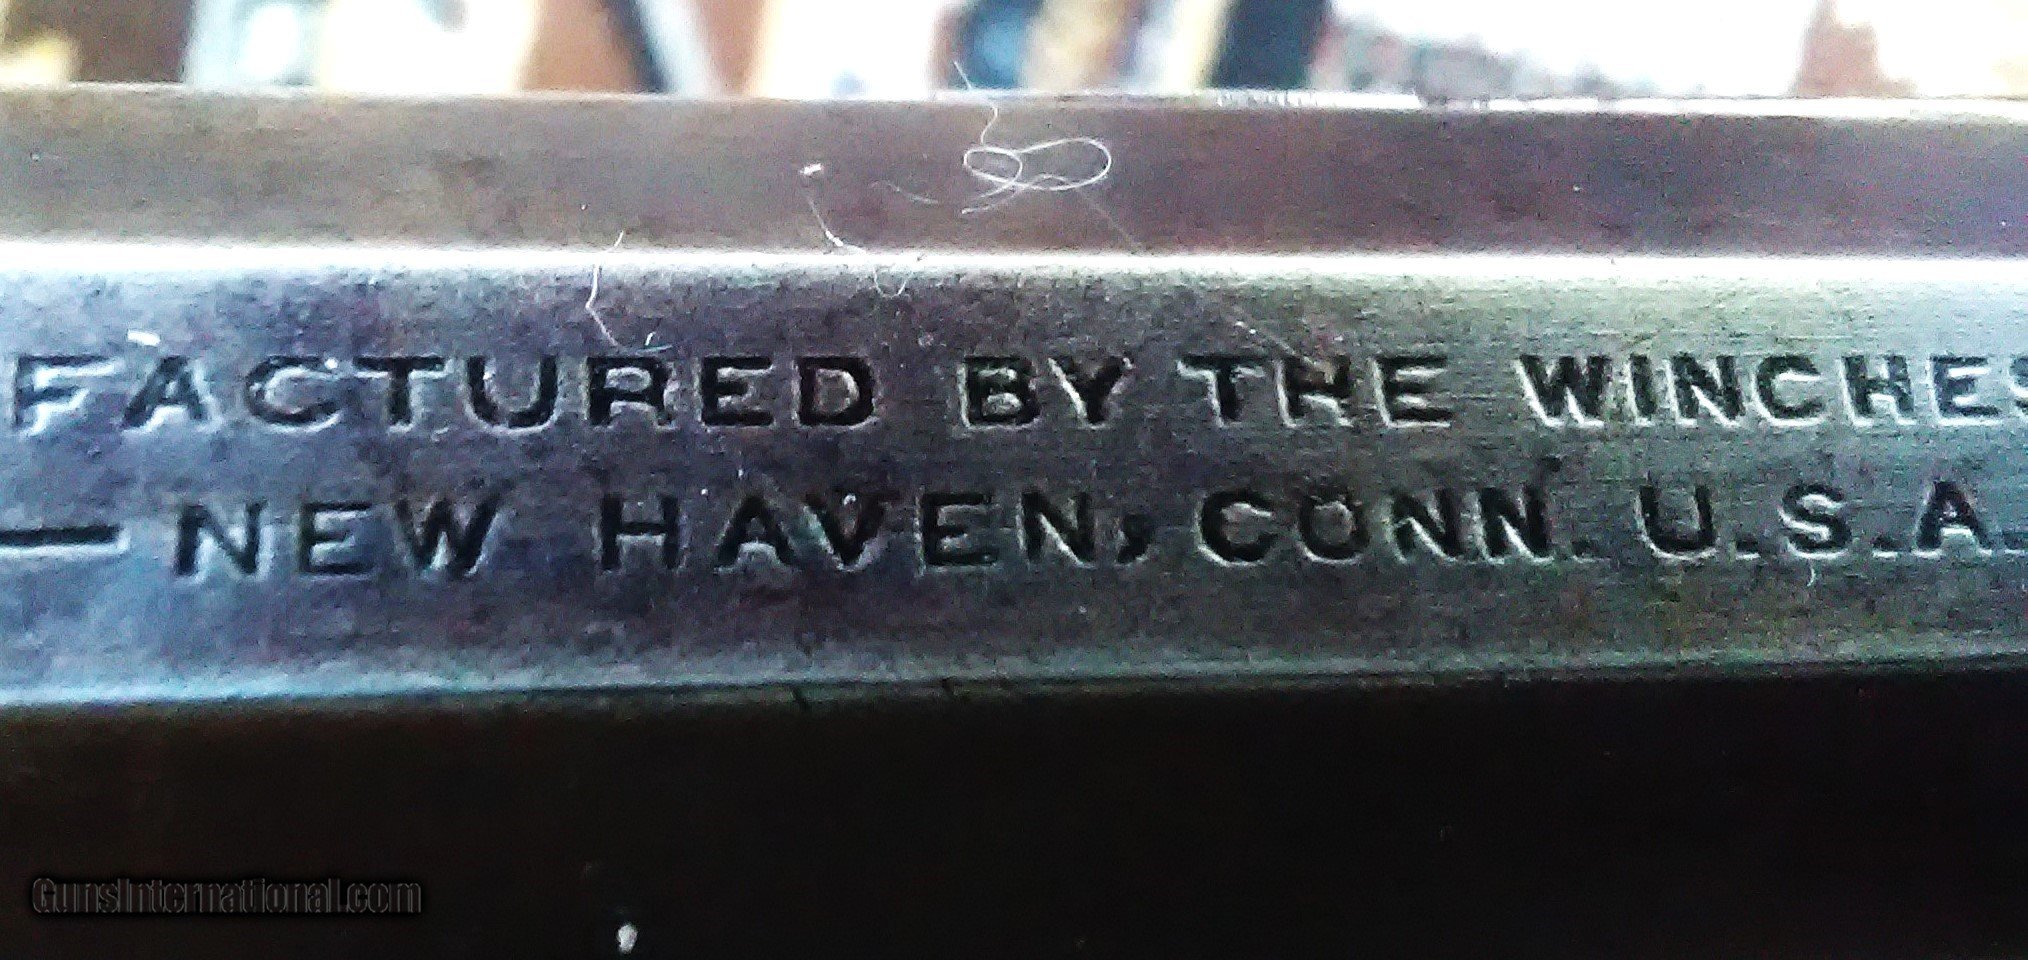 FACTURED BY THE WINCHES
— NEW HAVEN, CONN. U.S.A.
GunsInternational.com